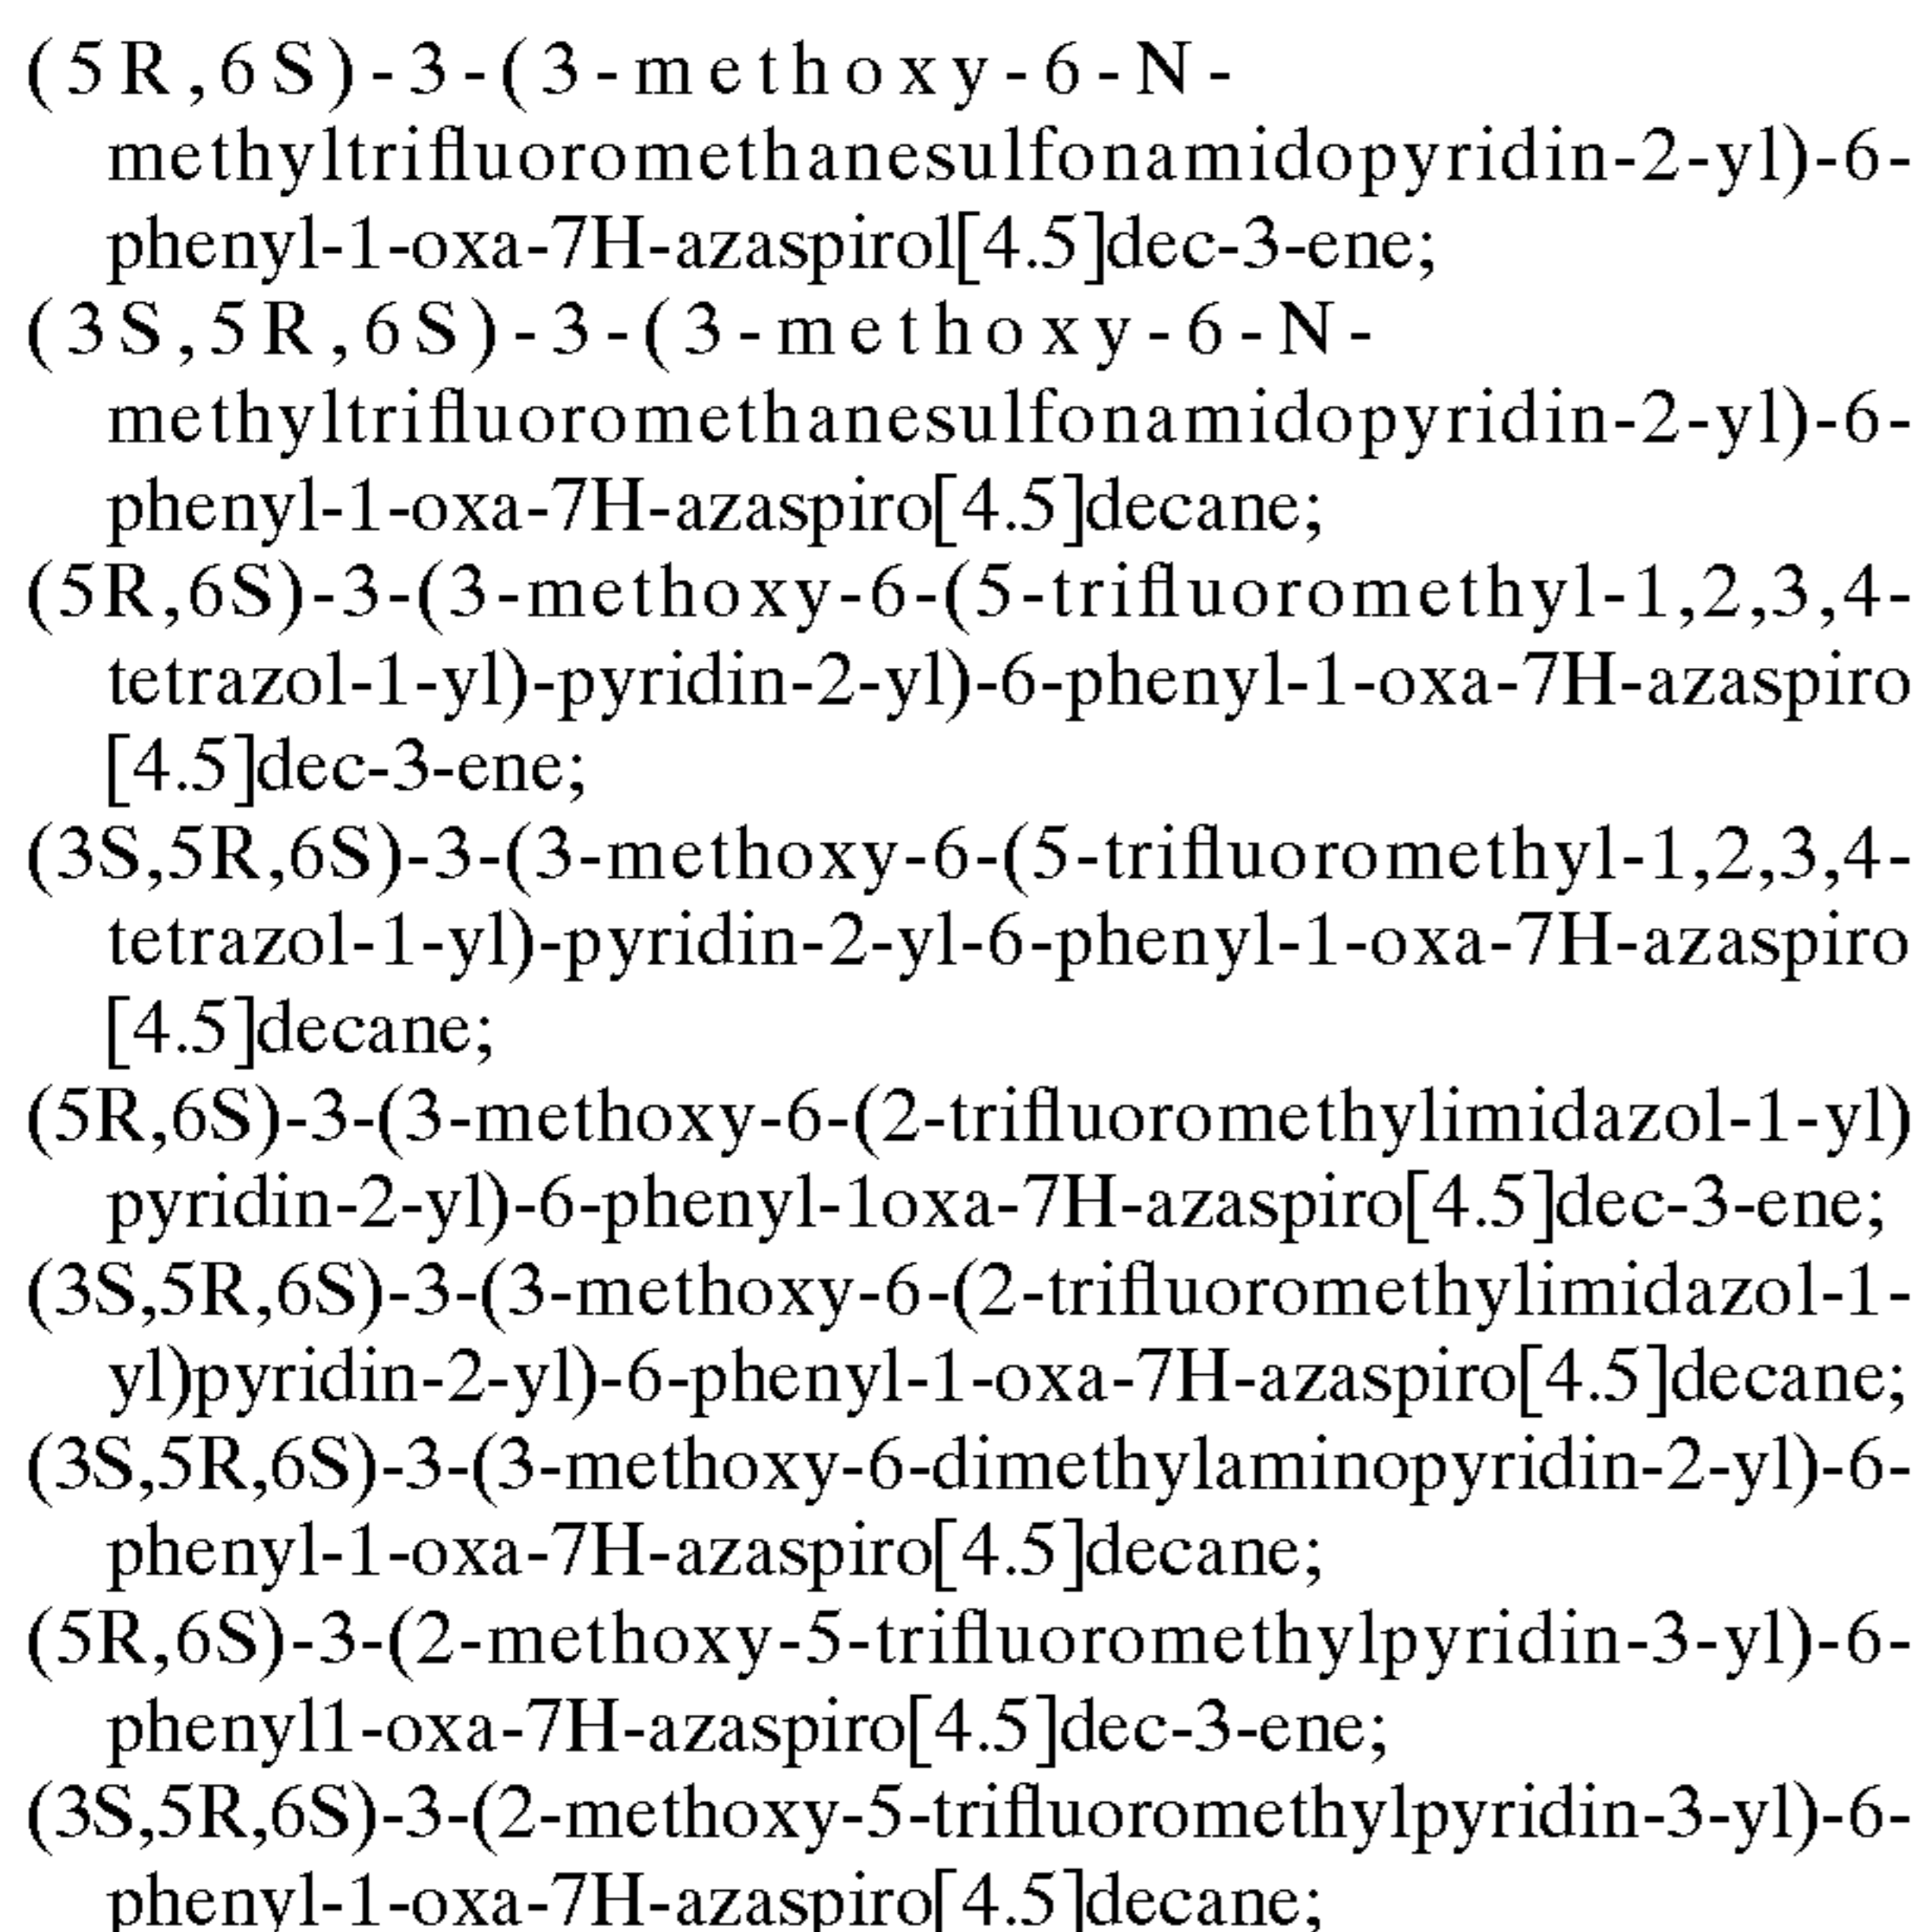 (5R,6S)-3-(3-methoxy-6-N-
methyltrifluoromethanesulfonamidopyridin-2-yl)-6-
phenyl-1-oxa-7H-azaspirol[4.5]dec-3-ene;
(3S,5R,6S)-3-(3-methoxy-6-N-
methyltrifluoromethanesulfonamidopyridin-2-yl)-6-
phenyl-1-oxa-7H-azaspiro[4.5]decane;
(5R,6S)-3-(3-methoxy-6-(5-trifluoromethyl-1,2,3,4-
tetrazol-1-yl)-pyridin-2-yl)-6-phenyl-1-oxa-7H-azaspiro
[4.5]dec-3-ene;
(3S,5R,6S)-3-(3-methoxy-6-(5-trifluoromethyl-1,2,3,4-
tetrazol-1-yl)-pyridin-2-yl-6-phenyl-1-oxa-7H-azaspiro
[4.5]decane;
(5R,6S)-3-(3-methoxy-6-(2-trifluoromethylimidazol-1-yl)
pyridin-2-yl)-6-phenyl-1oxa-7H-azaspiro[4.5]dec-3-ene;
(3S,5R,6S)-3-(3-methoxy-6-(2-trifluoromethylimidazol-1-
yl)pyridin-2-yl)-6-phenyl-1-oxa-7H-azaspiro[4.5]decane;
(3S,5R,6S)-3-(3-methoxy-6-dimethylaminopyridin-2-yl)-6-
phenyl-1-oxa-7H-azaspiro[4.5]decane;
(5R,6S)-3-(2-methoxy-5-trifluoromethylpyridin-3-yl)-6-
phenyl1-oxa-7H-azaspiro[4.5]dec-3-ene;
(3S,5R,6S)-3-(2-methoxy-5-trifluoromethylpyridin-3-yl)-6-
phenyl-1-oxa-7H-azaspiro[4.5]decane;